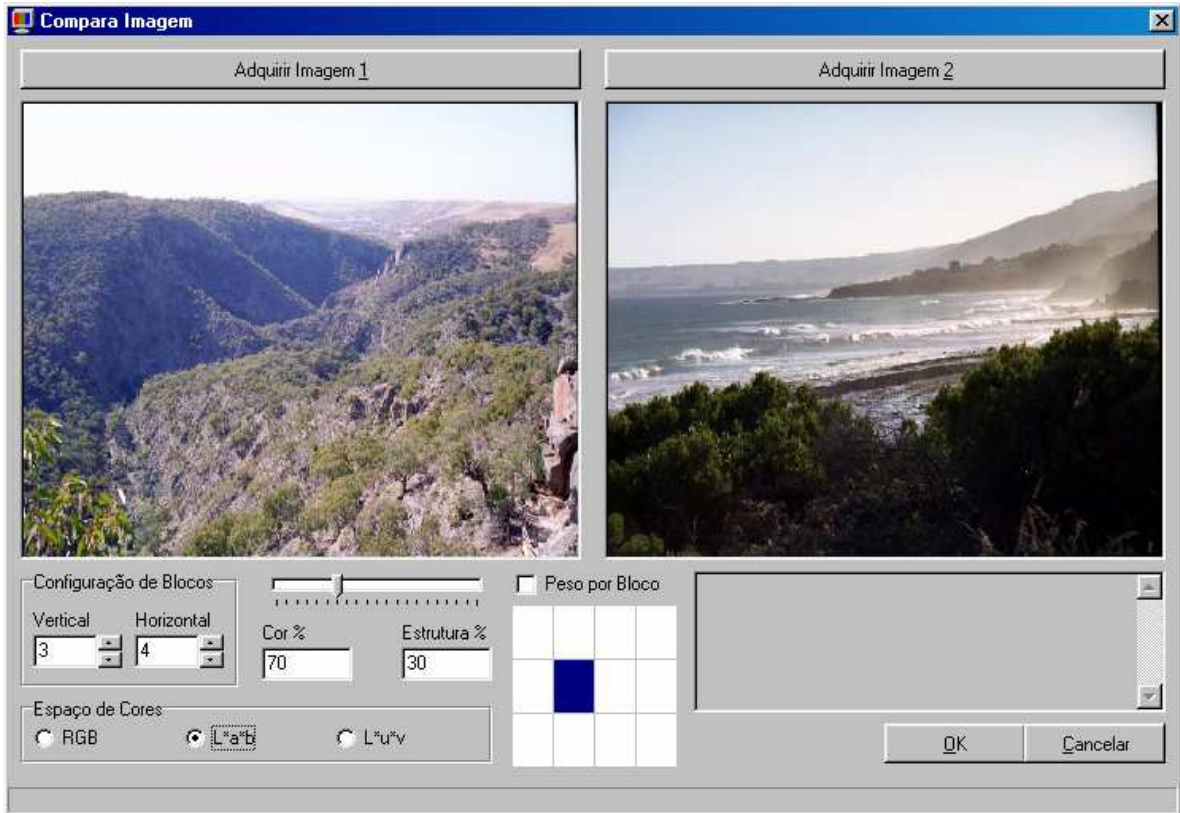 Compara Imagem
Adquirir Imagem 1
Adquirir Imagem 2
Configuração de Blocos
Vertical
Horizontal
3
4
Cor %
Estrutura %
70
30
Peso por Bloco
Espaço de Cores
RGB
L*a*b
L*u*v
OK
Cancelar